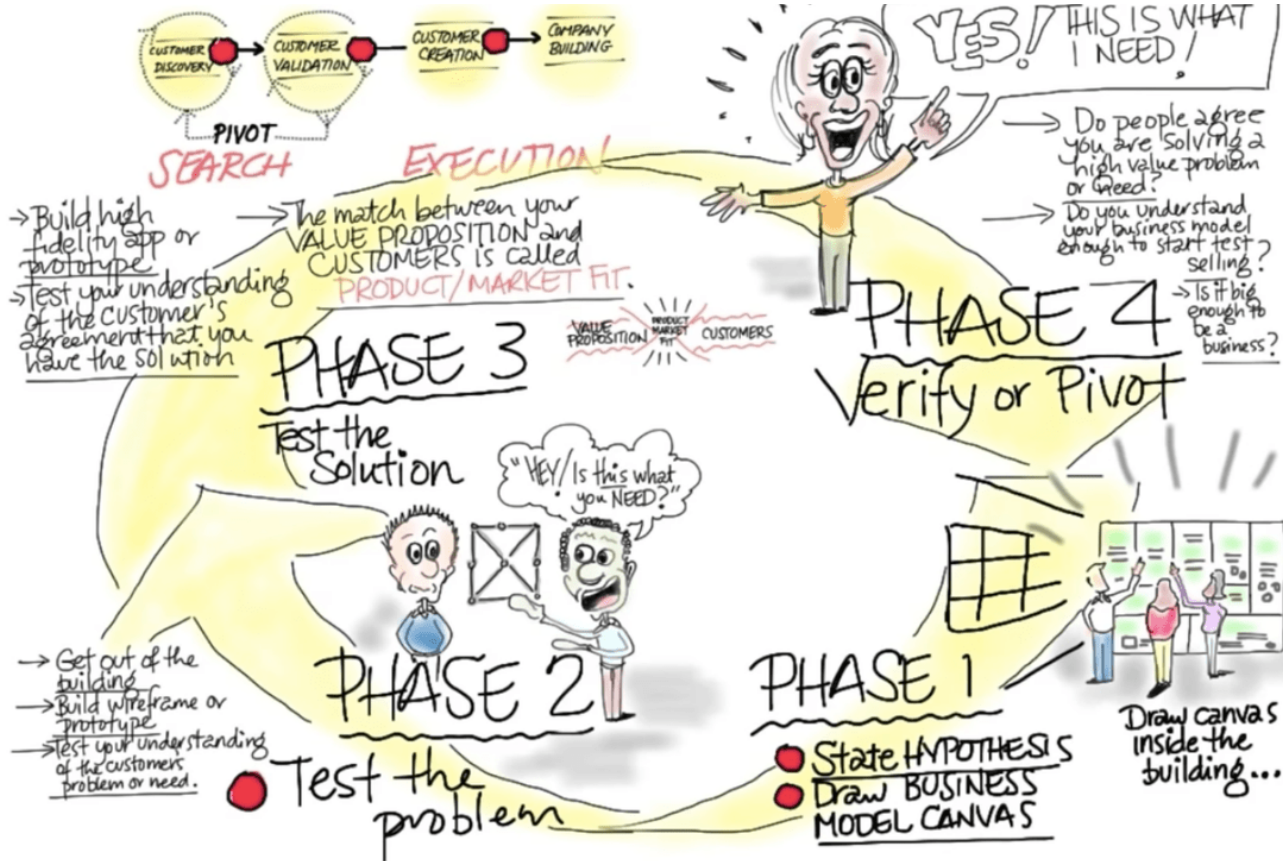 CUSTOMER
DISCOVERY
CUSTOMER
VALIDATION
CUSTOMER
CREATION
COMPANY
BUILDING
PIVOT
SEARCH
EXECUTION
YES! THIS IS WHAT
I NEED!
→ Do people agree
you are solving a
high value problem
or need?
→ Do you understand
your business model
enough to start test
selling?
→ Is it big
enough to
be a
business?
PHASE 4
Verify or Pivot
→ Build high
fidelity app or
prototype
→ Test your understanding
of the customer's
agreement that you
have the solution
→ The match between your
VALUE PROPOSITION and
CUSTOMERS is called
PRODUCT/MARKET FIT.
VALUE
PROPOSITION
PRODUCT
MARKET
FIT
CUSTOMERS
PHASE 3
Test the
Solution
"HEY! Is this what
you NEED?"
→ Get out of the
building
→ Build wireframe or
prototype
→ Test your understanding
of the customers
problem or need.
PHASE 2
Test the
problem
PHASE 1
State HYPOTHESIS
Draw BUSINESS
MODEL CANVAS
Draw canvas
inside the
building...